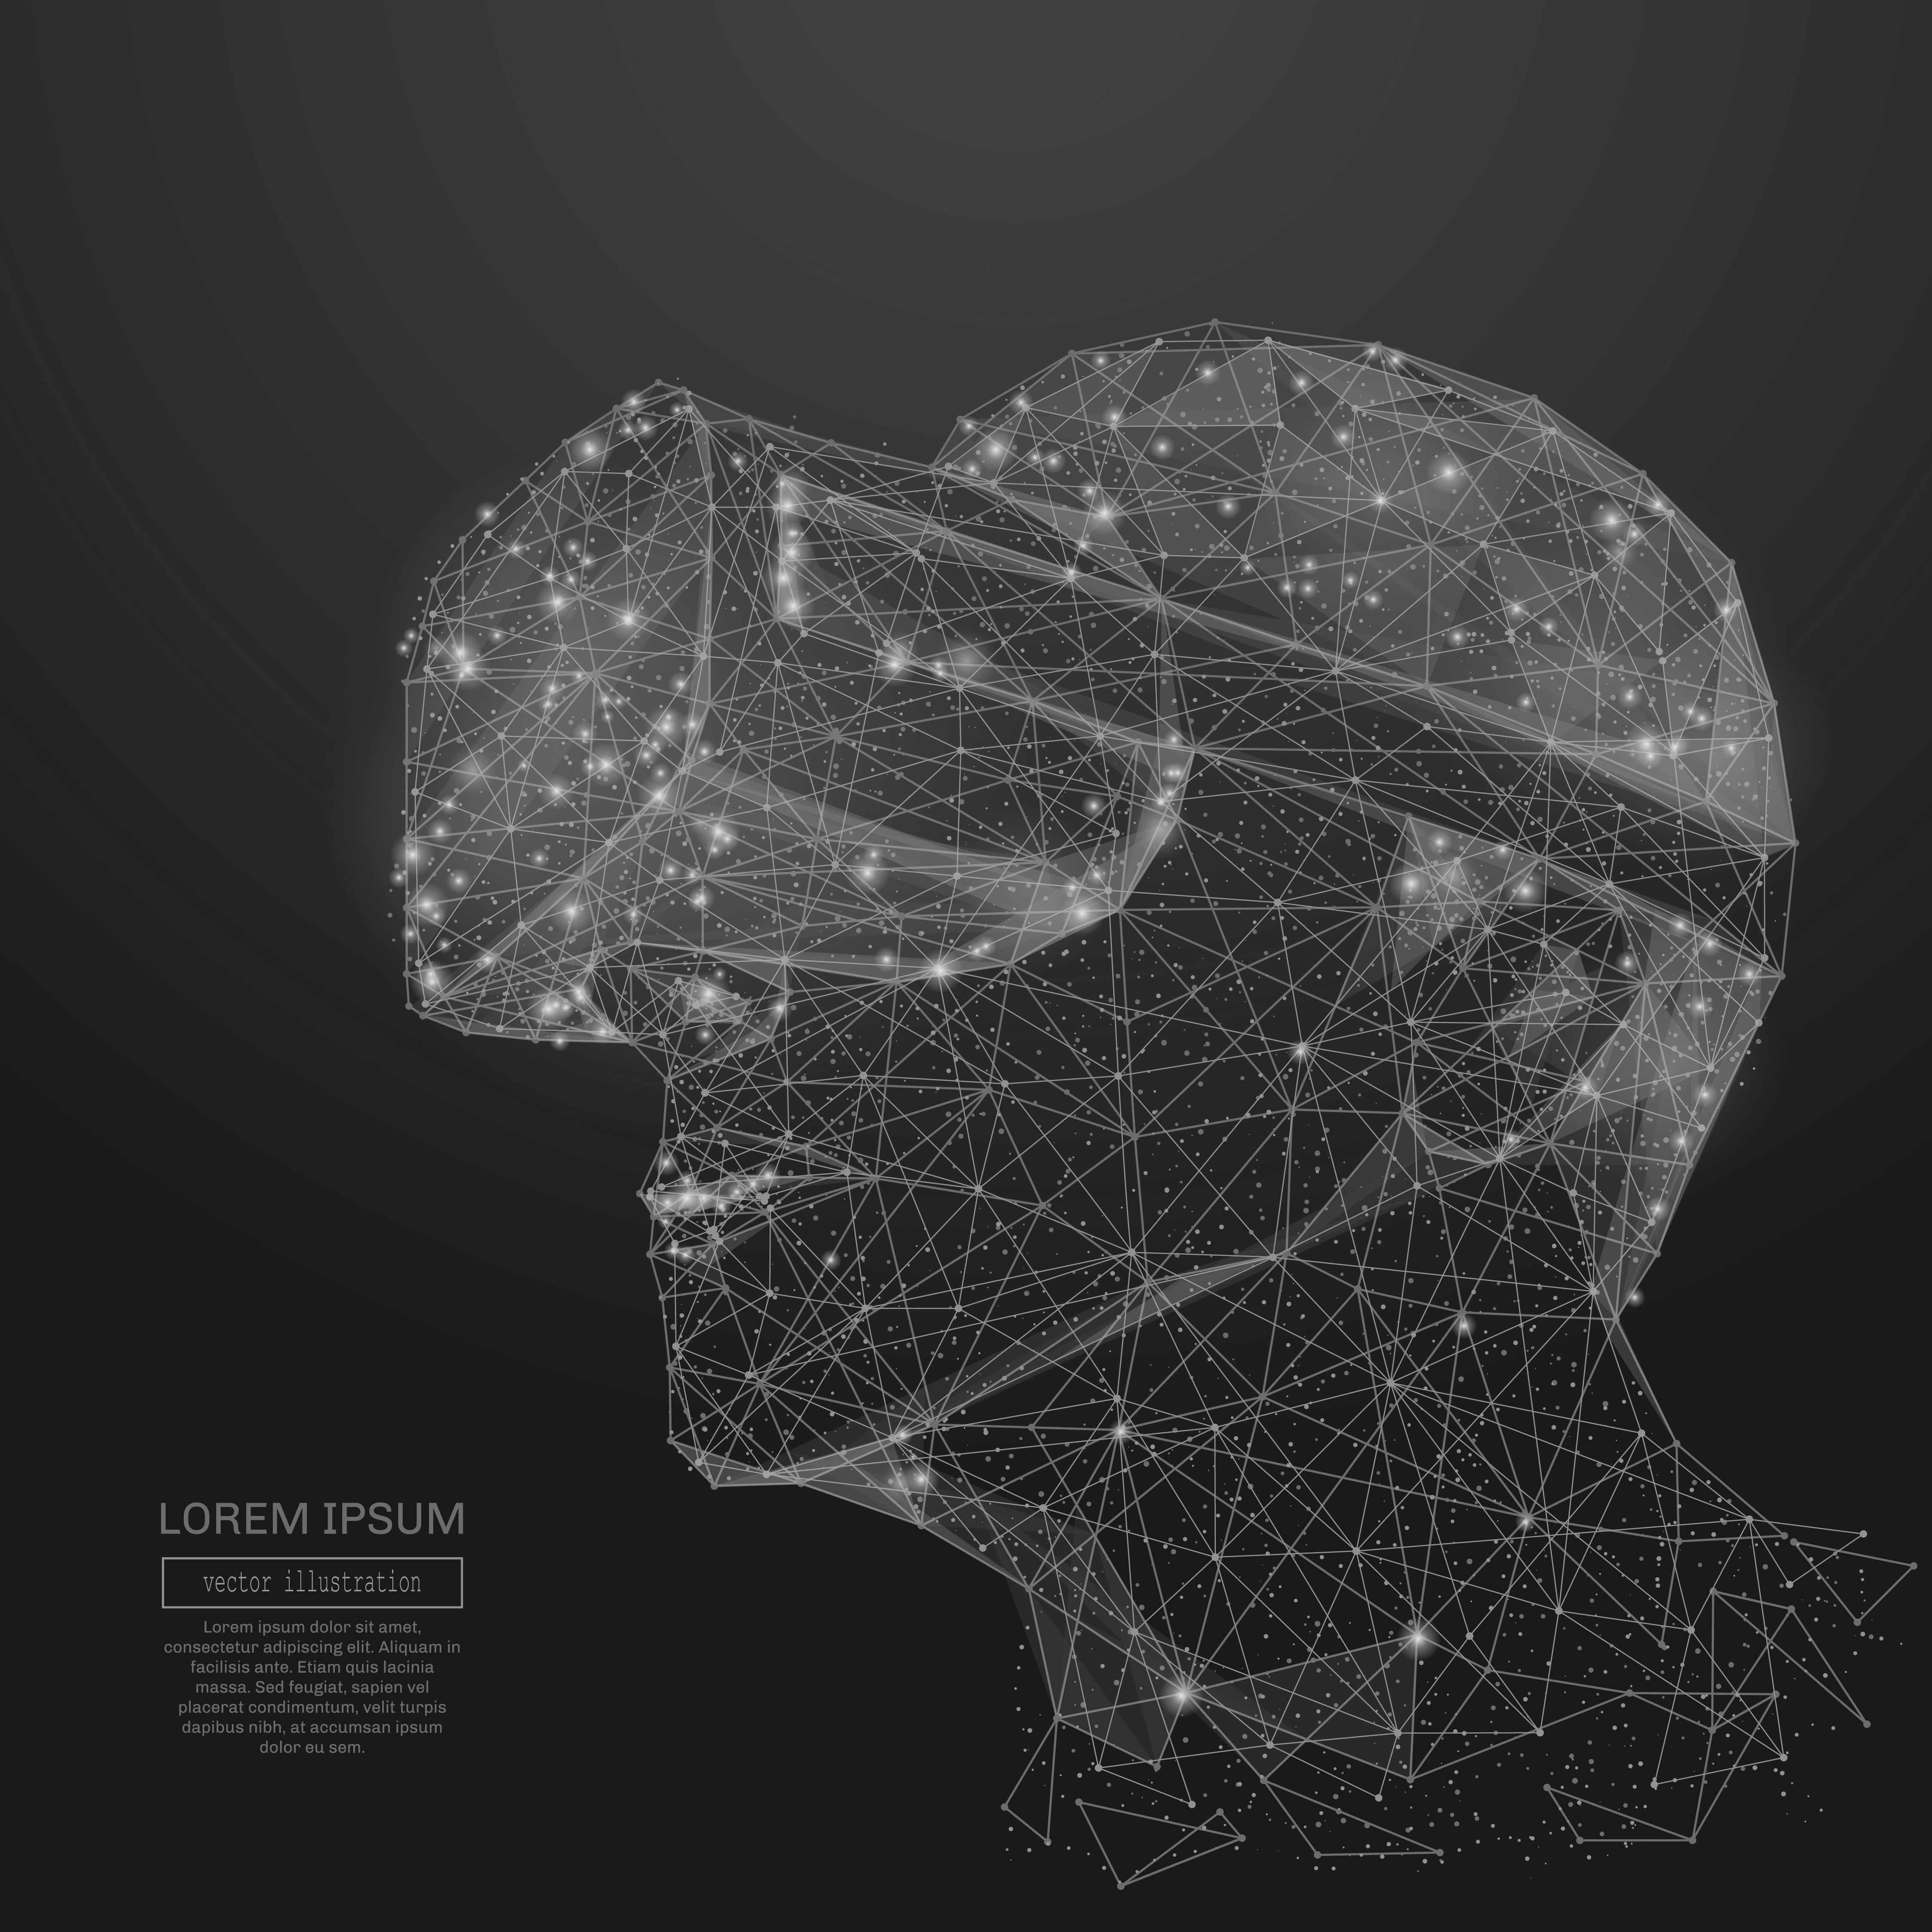 LOREM IPSUM
vector illustration
Lorem ipsum dolor sit amet,
consectetur adipiscing elit. Aliquam in
facilisis ante. Etiam quis lacinia
massa. Sed feugiat, sapien vel
placerat condimentum, velit turpis
dapibus nibh, at accumsan ipsum
dolor eu sem.